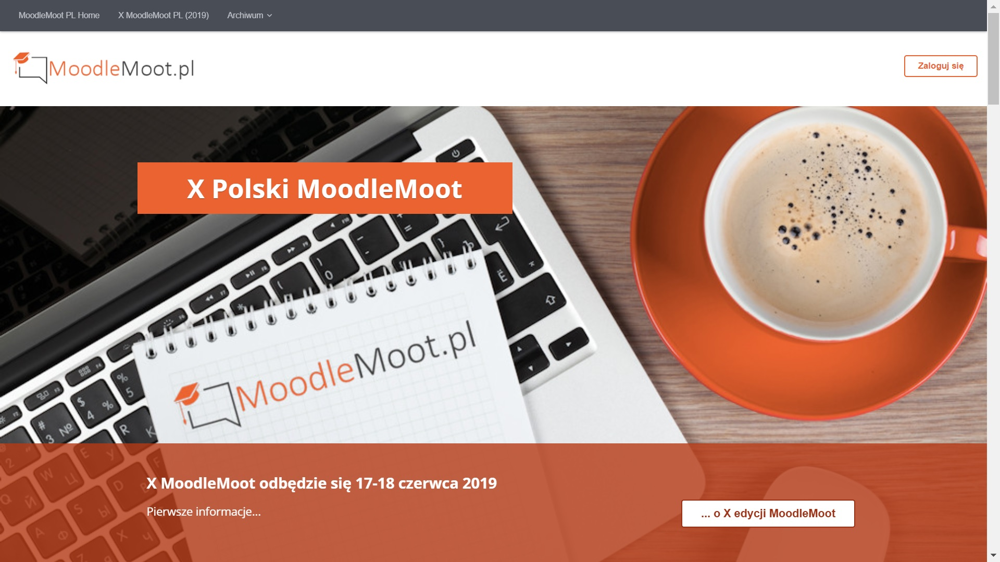 MoodleMoot PL Home X MoodleMoot PL (2019) Archiwum
MoodleMoot.pl
Zaloguj się
X Polski MoodleMoot
MoodleMoot.pl
X MoodleMoot odbędzie się 17-18 czerwca 2019
Pierwsze informacje...
... o X edycji MoodleMoot